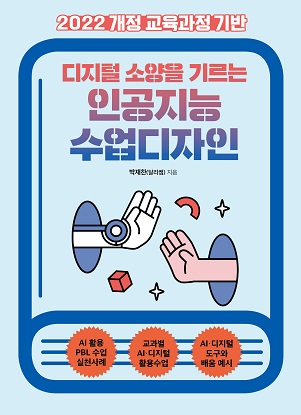 2022 개정 교육과정 기반
디지털 소양을 기르는
인공지능
수업디자인
박재찬(달리쌤) 지음
AI 활용
PBL 수업
실천사례
교과별
AI·디지털
활용수업
AI·디지털
도구와
배움 예시